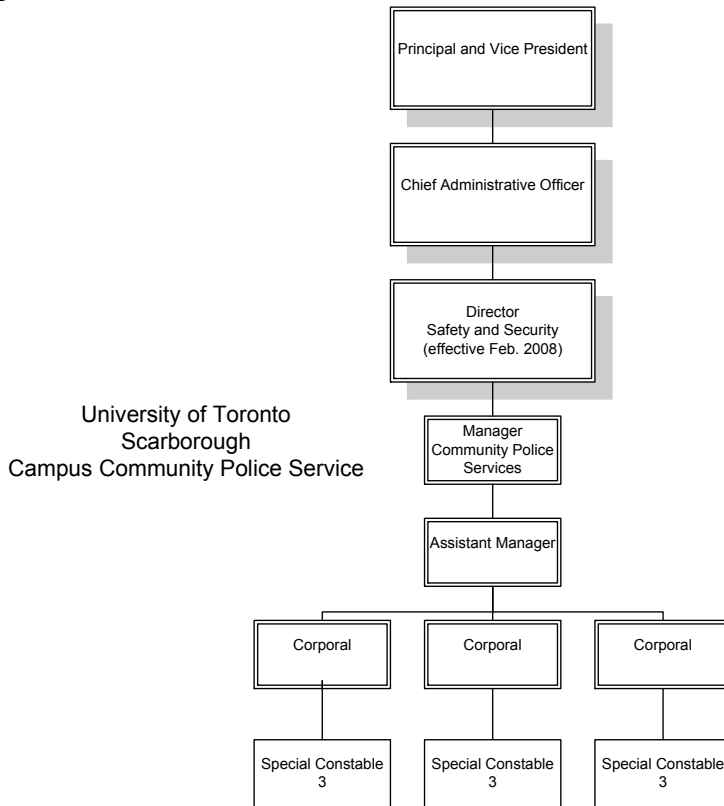 Principal and Vice President
Chief Administrative Officer
Director
Safety and Security
(effective Feb. 2008)
University of Toronto
Scarborough
Campus Community Police Service
Manager
Community Police
Services
Assistant Manager
Corporal
Corporal
Corporal
Special Constable
3
Special Constable
3
Special Constable
3